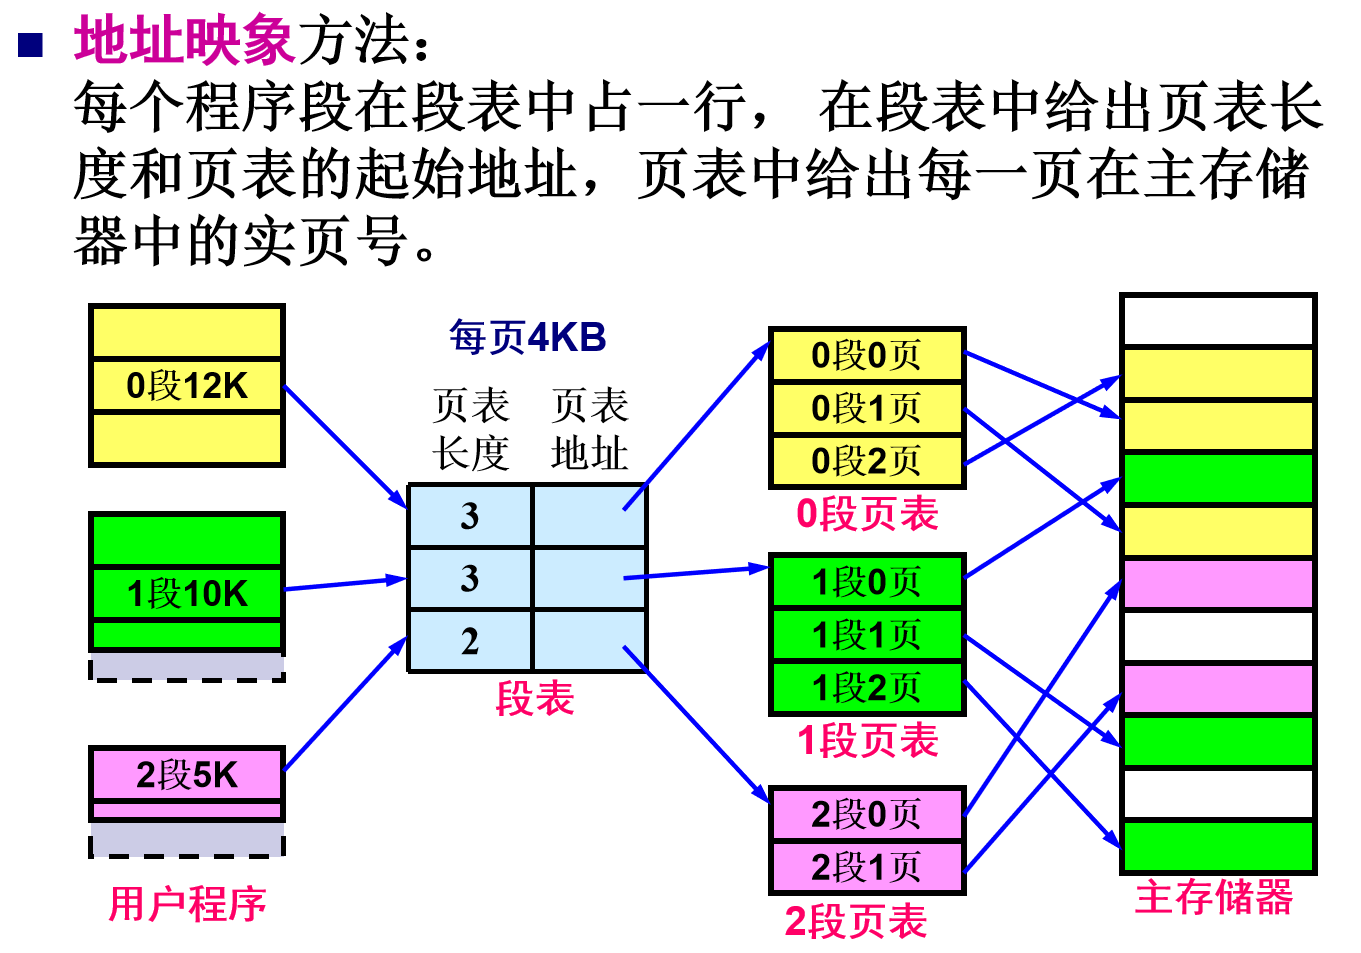 地址映象方法：
每个程序段在段表中占一行， 在段表中给出页表长
度和页表的起始地址，页表中给出每一页在主存储
器中的实页号。
每页4KB
0段12K
1段10K
2段5K
用户程序
页表 页表
长度 地址
3
3
2
段表
0段0页
0段1页
0段2页
0段页表
1段0页
1段1页
1段2页
1段页表
2段0页
2段1页
2段页表
主存储器